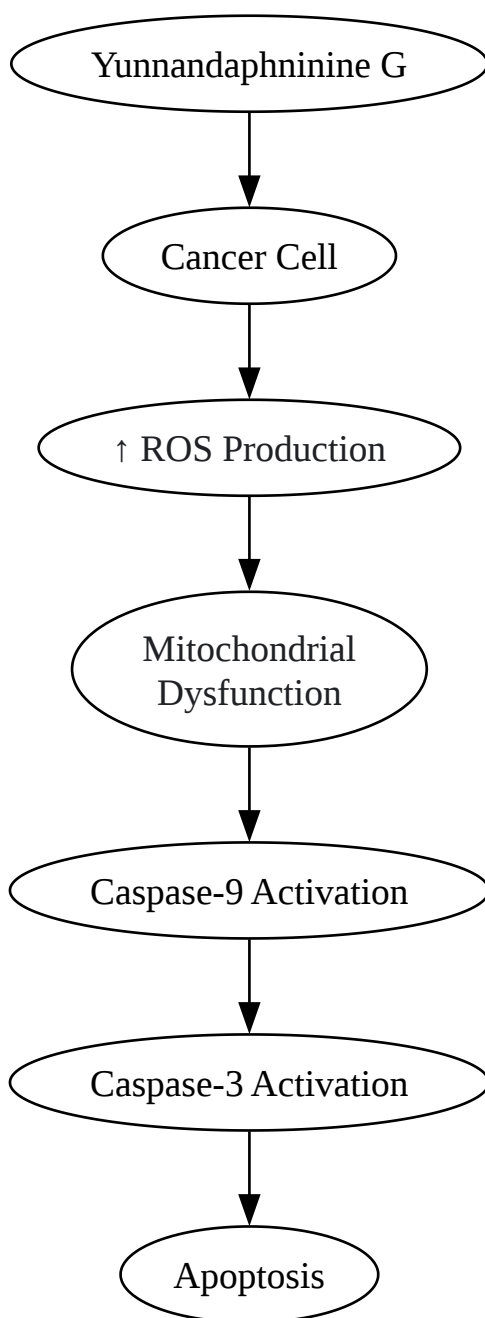 Yunnandaphninine G
Cancer Cell
↑ ROS Production
Mitochondrial
Dysfunction
Caspase-9 Activation
Caspase-3 Activation
Apoptosis